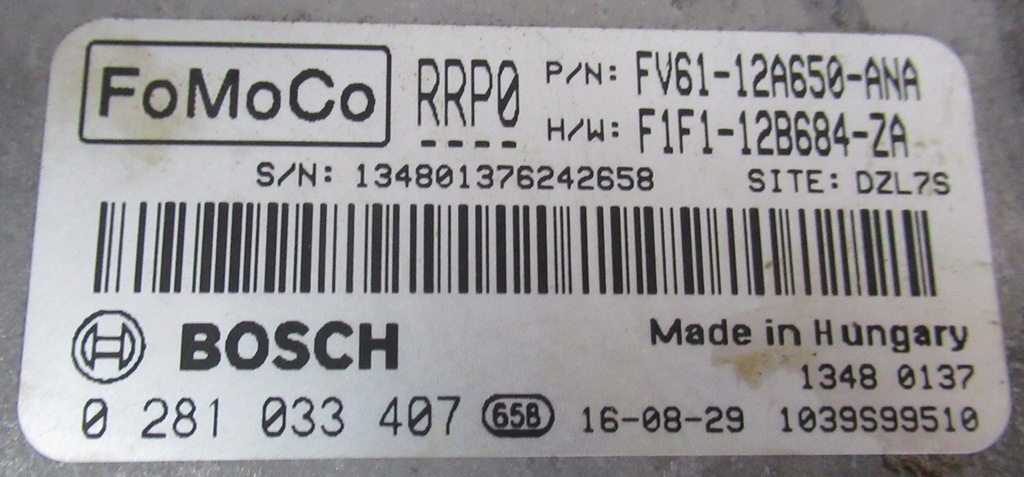 FoMoCo RRP0 P/N: FV61-12A650-ANA
H/W: F1F1-12B684-ZA
S/N: 134801376242658 SITE: DZL7S
BOSCH Made in Hungary
1348 0137
0 281 033 407 65B 16-08-29 1039S99510